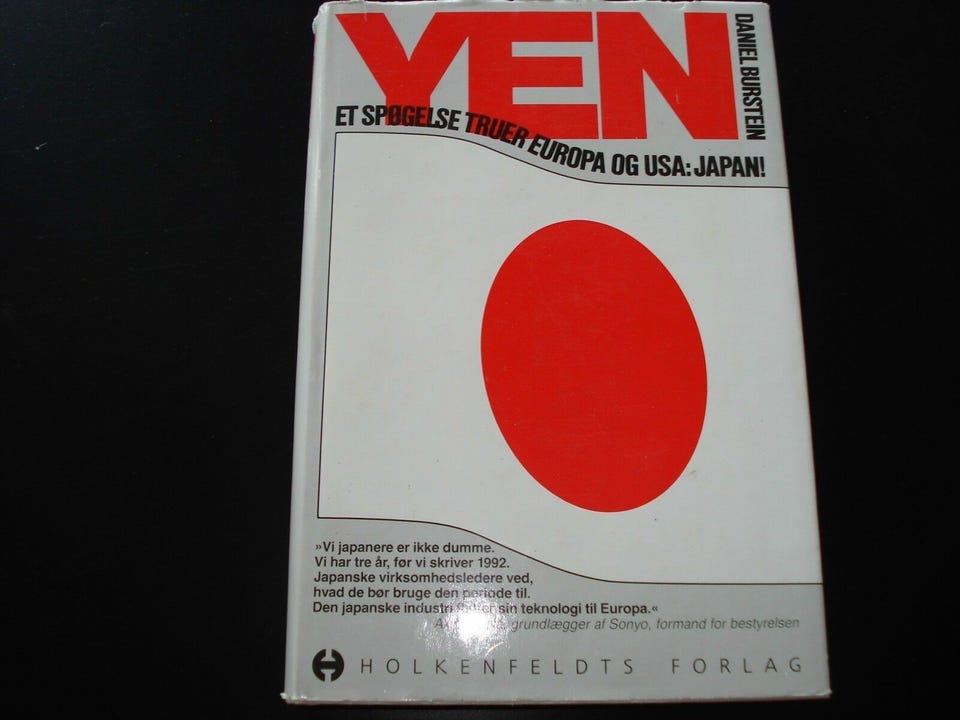 YEN
DANIEL BURSTEIN
ET SPØGELSE TRUER EUROPA OG USA: JAPAN!
»Vi japanere er ikke dumme.
Vi har tre år, før vi skriver 1992.
Japanske virksomhedsledere ved,
hvad de bør bruge den periode til.
Den japanske industri sin teknologi til Europa.«
grundlægger af Sonyo, formand for bestyrelsen
HOLKENFELDTS FORLAG